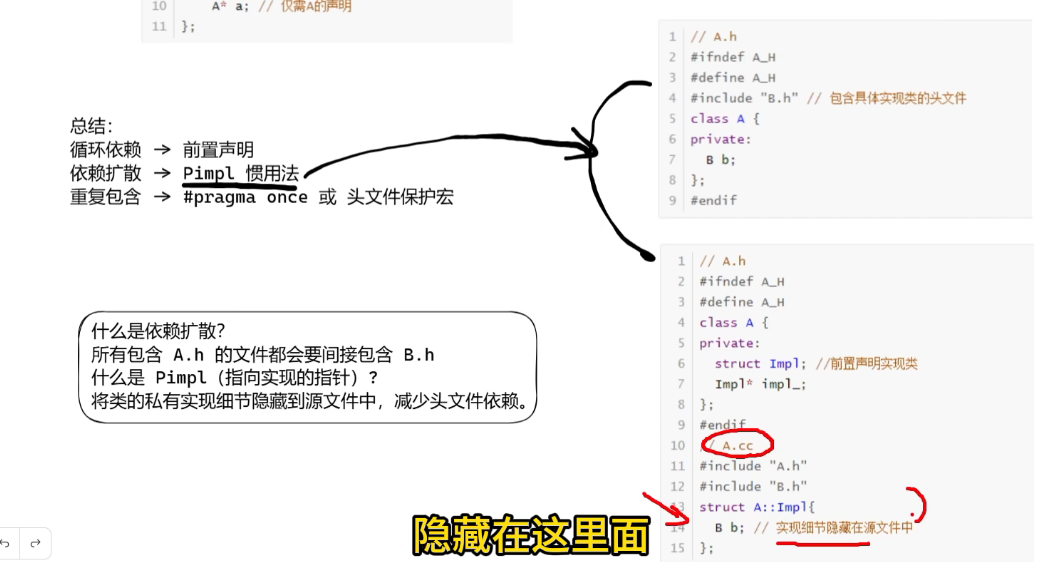 10 A* a; // 仅需A的声明
11 };
总结:
循环依赖 → 前置声明
依赖扩散 → Pimpl 惯用法
重复包含 → #pragma once 或 头文件保护宏
什么是依赖扩散?
所有包含 A.h 的文件都会要间接包含 B.h
什么是 Pimpl（指向实现的指针）?
将类的私有实现细节隐藏到源文件中，减少头文件依赖。
1 // A.h
2 #ifndef A_H
3 #define A_H
4 #include "B.h" // 包含具体实现类的头文件
5 class A {
6 private:
7 B b;
8 };
9 #endif
1 // A.h
2 #ifndef A_H
3 #define A_H
4 class A {
5 private:
6 struct Impl; //前置声明实现类
7 Impl* impl_;
8 };
9 #endif
10 // A.cc
11 #include "A.h"
12 #include "B.h"
13 struct A::Impl{
14 B b; // 实现细节隐藏在源文件中
15 };
隐藏在这里面